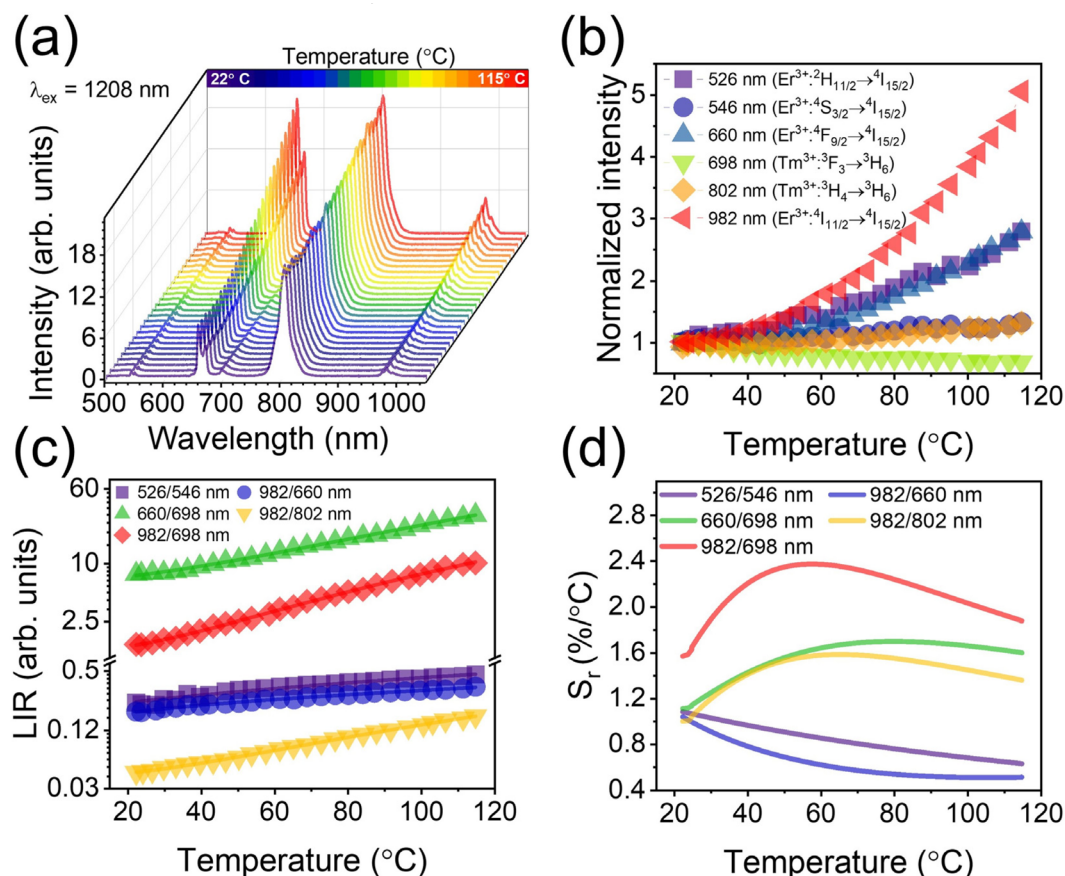 (a)
Temperature (°C)
22° C 115° C
λex = 1208 nm
Intensity (arb. units)
18
12
6
0
500 600 700 800 900 1000
Wavelength (nm)
(b)
Normalized intensity
5
4
3
2
1
526 nm (Er³⁺:²H₁₁/₂→⁴I₁₅/₂)
546 nm (Er³⁺:⁴S₃/₂→⁴I₁₅/₂)
660 nm (Er³⁺:⁴F₉/₂→⁴I₁₅/₂)
698 nm (Tm³⁺:³F₃→³H₆)
802 nm (Tm³⁺:³H₄→³H₆)
982 nm (Er³⁺:⁴I₁₁/₂→⁴I₁₅/₂)
20 40 60 80 100 120
Temperature (°C)
(c)
LIR (arb. units)
60
10
2.5
0.5
0.12
0.03
526/546 nm 982/660 nm
660/698 nm 982/802 nm
982/698 nm
20 40 60 80 100 120
Temperature (°C)
(d)
Sr (%/°C)
2.8
2.4
2.0
1.6
1.2
0.8
0.4
526/546 nm 982/660 nm
660/698 nm 982/802 nm
982/698 nm
20 40 60 80 100 120
Temperature (°C)